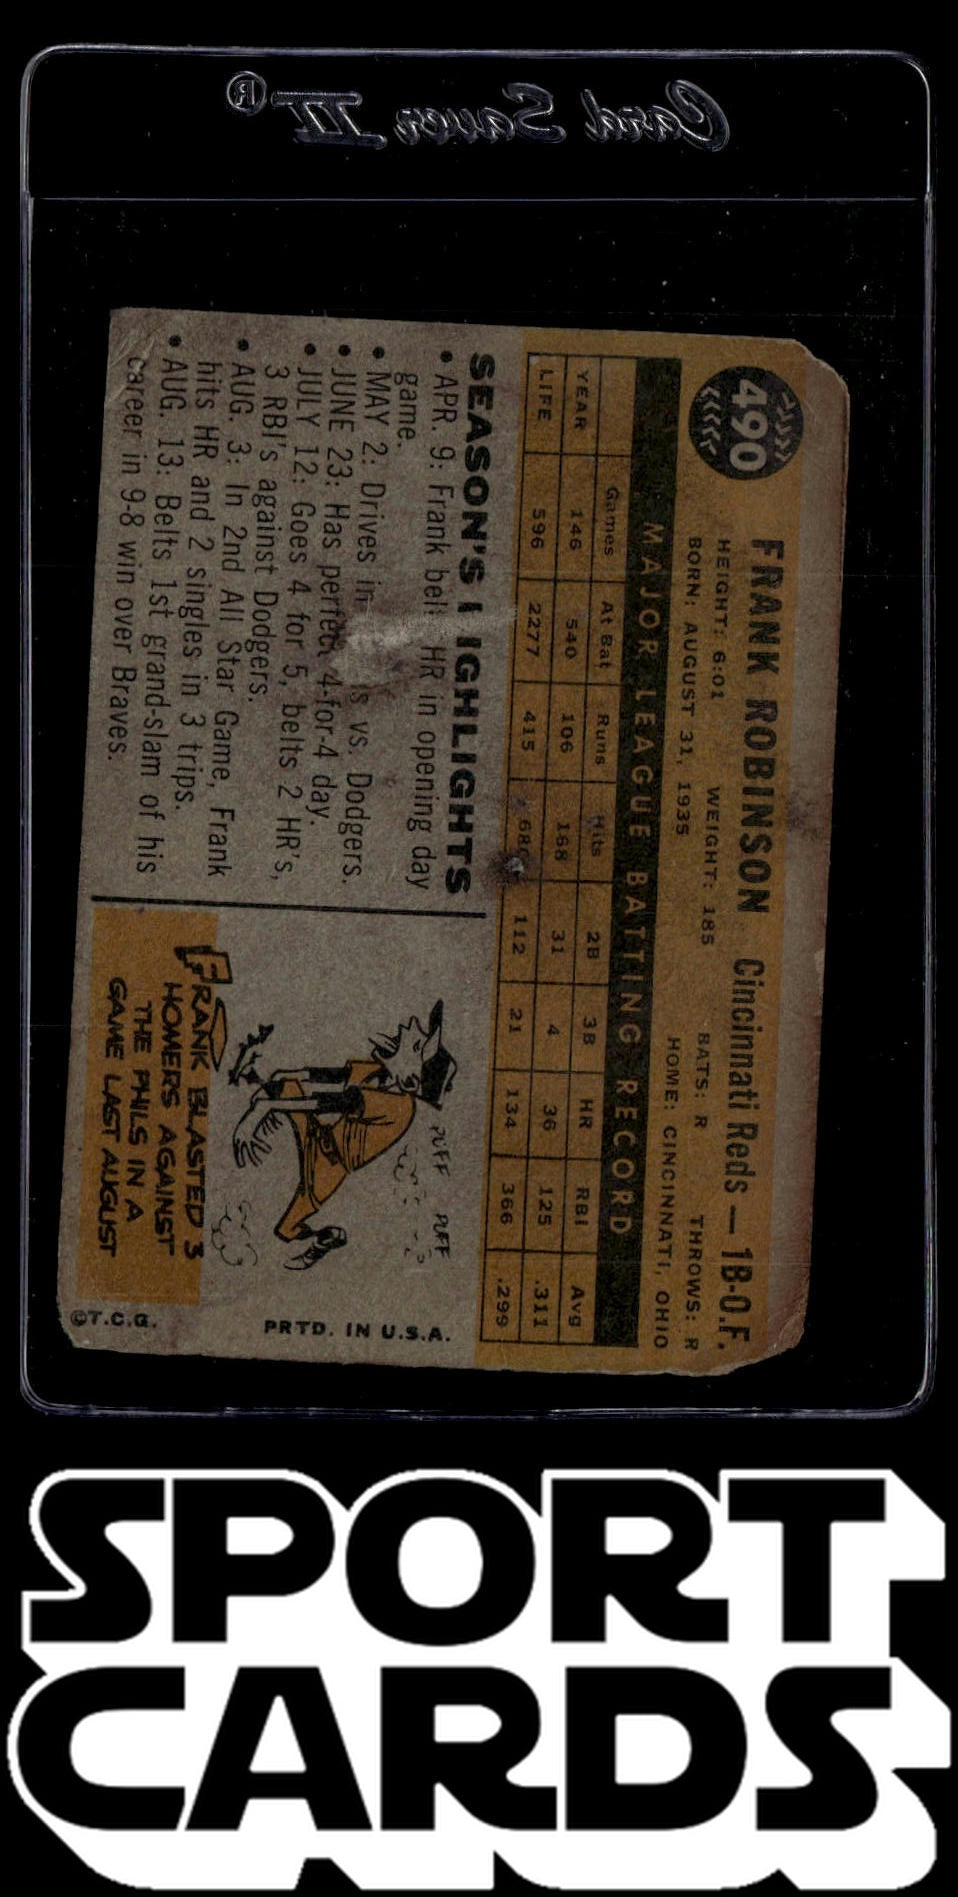 Card Saver II®
490
FRANK ROBINSON Cincinnati Reds — 1B-O.F.
HEIGHT: 6:01 WEIGHT: 185 BATS: R THROWS: R
BORN: AUGUST 31, 1935 HOME: CINCINNATI, OHIO
MAJOR LEAGUE BATTING RECORD
Games At Bat Runs Hits 2B 3B HR RBI Avg
YEAR 146 540 106 168 31 4 36 125 .311
LIFE 596 2277 415 112 21 134 366 .299
SEASON'S HIGHLIGHTS
• APR. 9: Frank belts HR in opening day
game.
• MAY 2: Drives in vs. Dodgers.
• JUNE 23: Has perfect 4-for-4 day.
• JULY 12: Goes 4 for 5, belts 2 HR's,
3 RBI's against Dodgers.
• AUG. 3: In 2nd All Star Game, Frank
hits HR and 2 singles in 3 trips.
• AUG. 13: Belts 1st grand-slam of his
career in 9-8 win over Braves.
PUFF PUFF
FRANK BLASTED 3
HOMERS AGAINST
THE PHILS IN A
GAME LAST AUGUST
©T.C.G. PRTD. IN U.S.A.
SPORT
CARDS